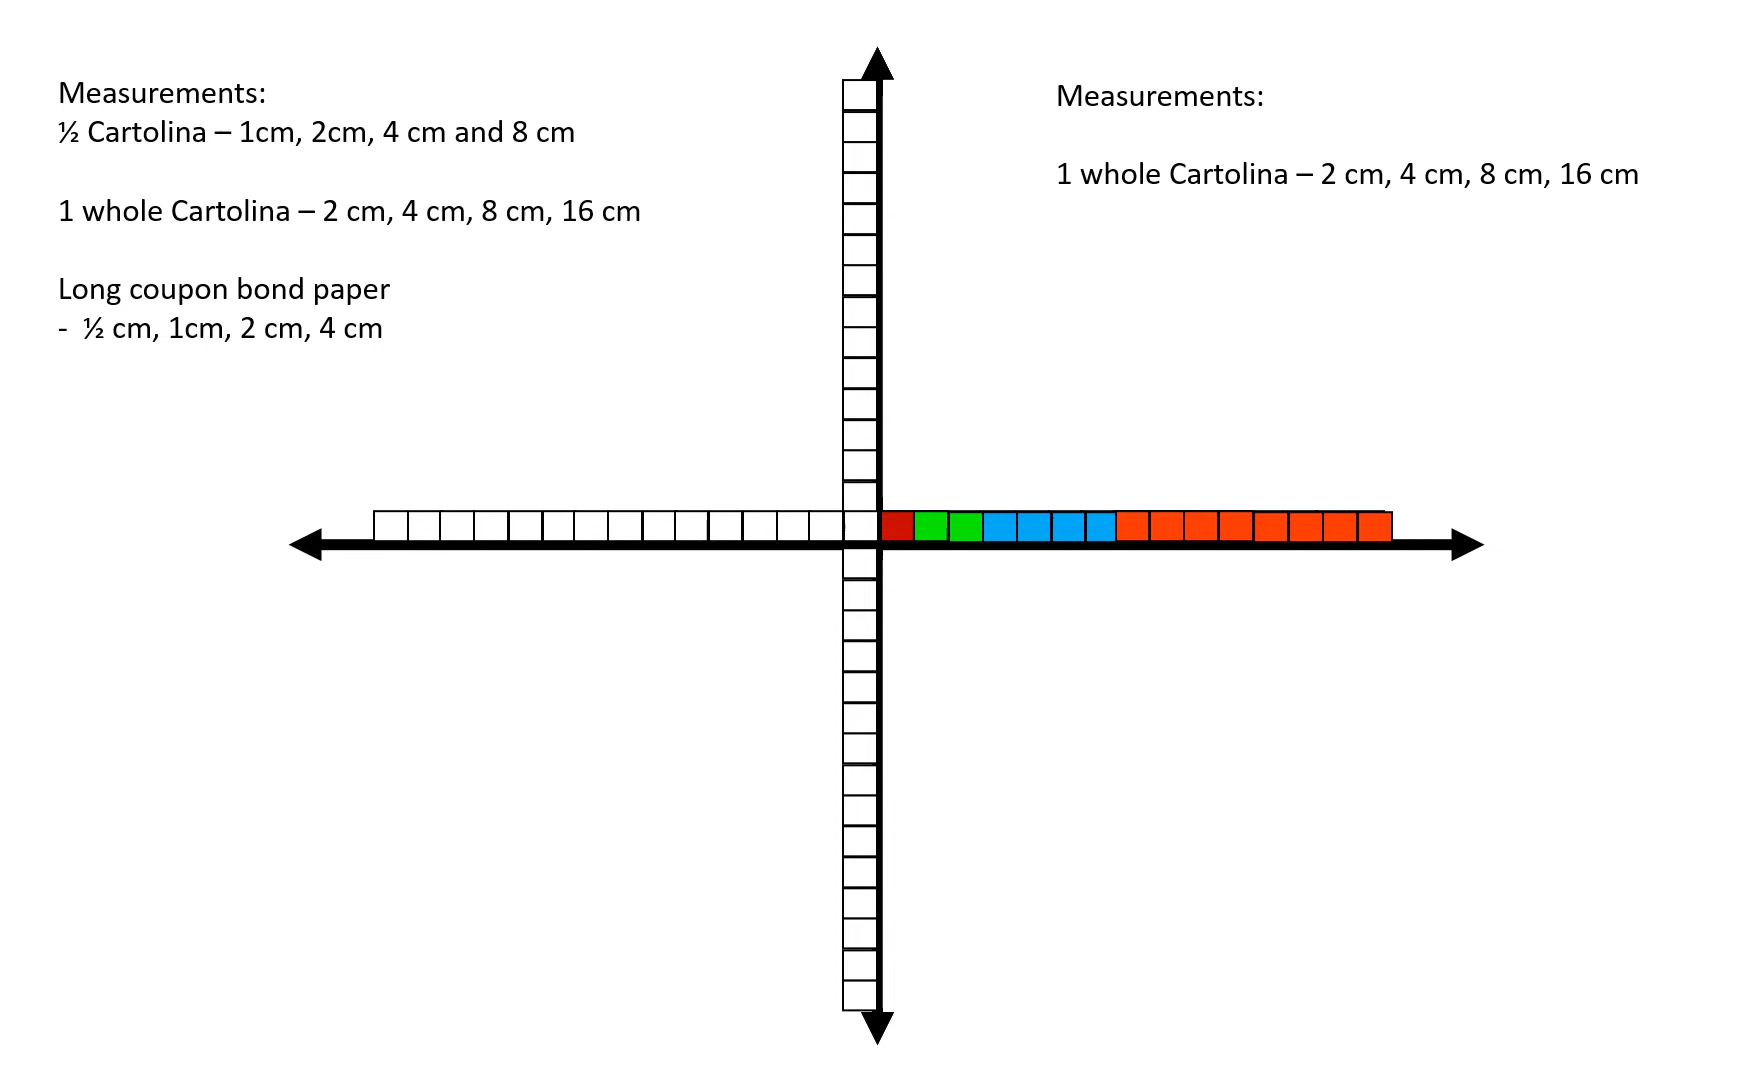 Measurements:
½ Cartolina – 1cm, 2cm, 4 cm and 8 cm
1 whole Cartolina – 2 cm, 4 cm, 8 cm, 16 cm
Long coupon bond paper
- ½ cm, 1cm, 2 cm, 4 cm
Measurements:
1 whole Cartolina – 2 cm, 4 cm, 8 cm, 16 cm